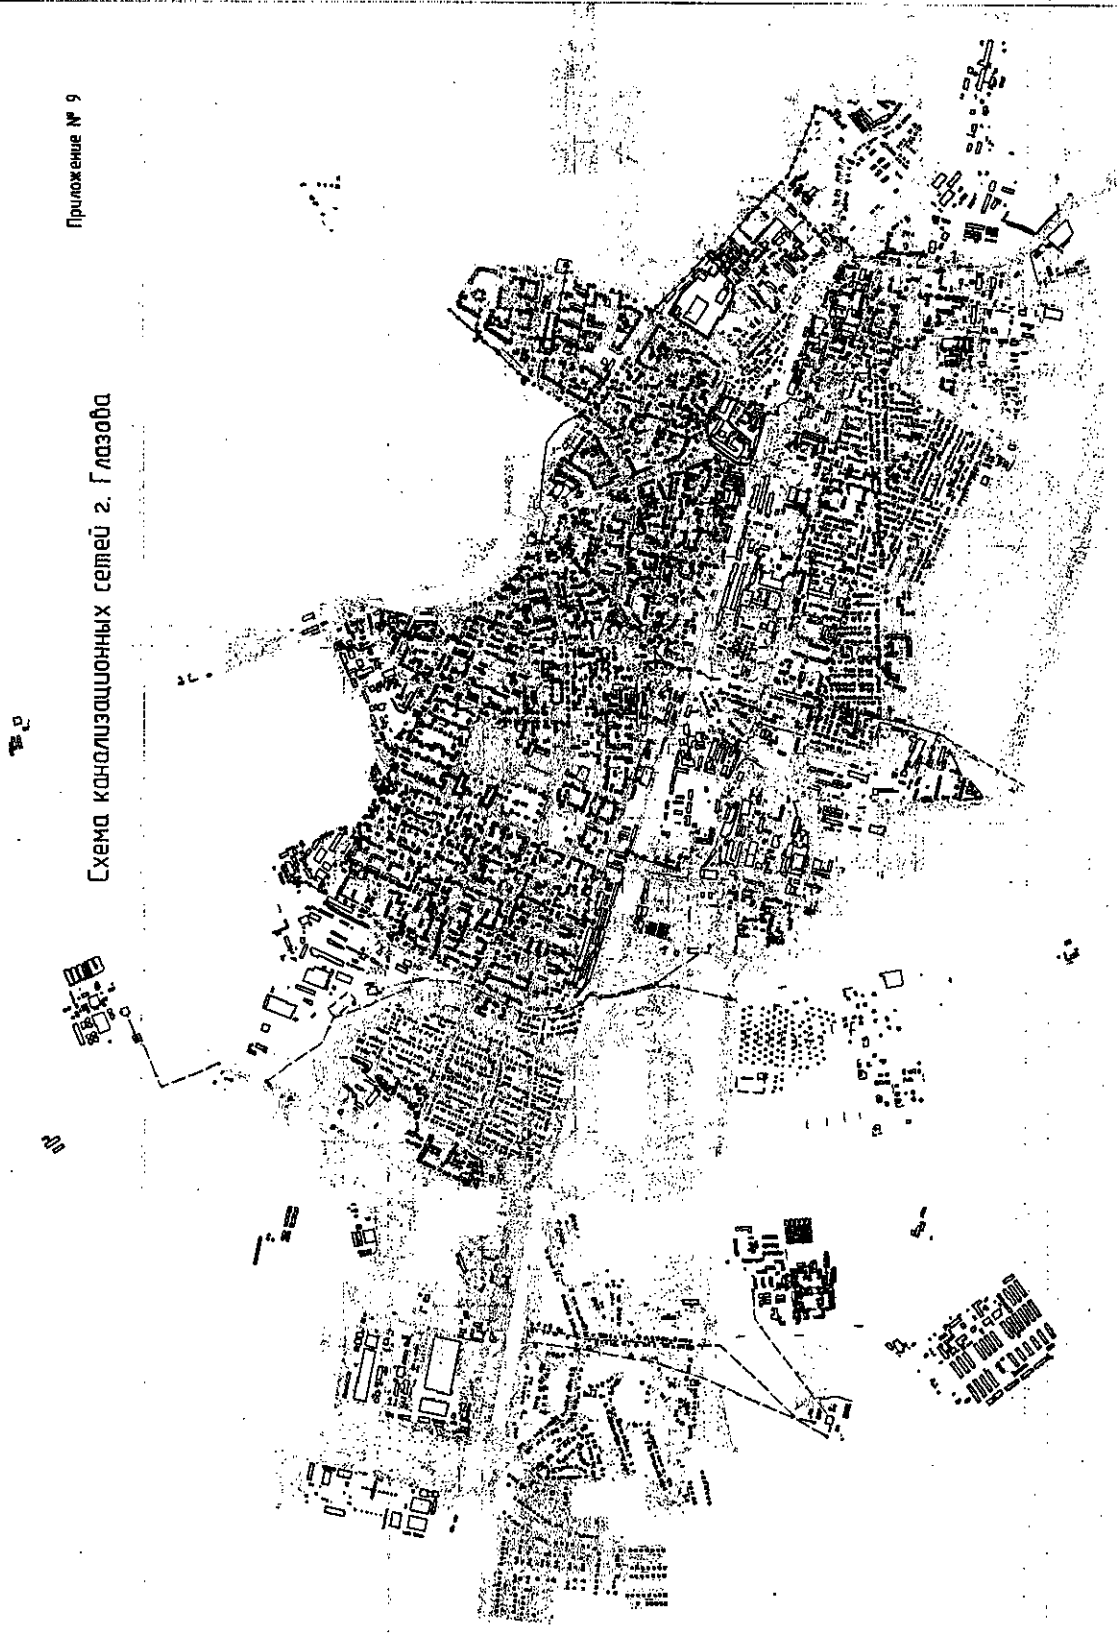 Приложение № 9
Схема канализационных сетей г. Глазова